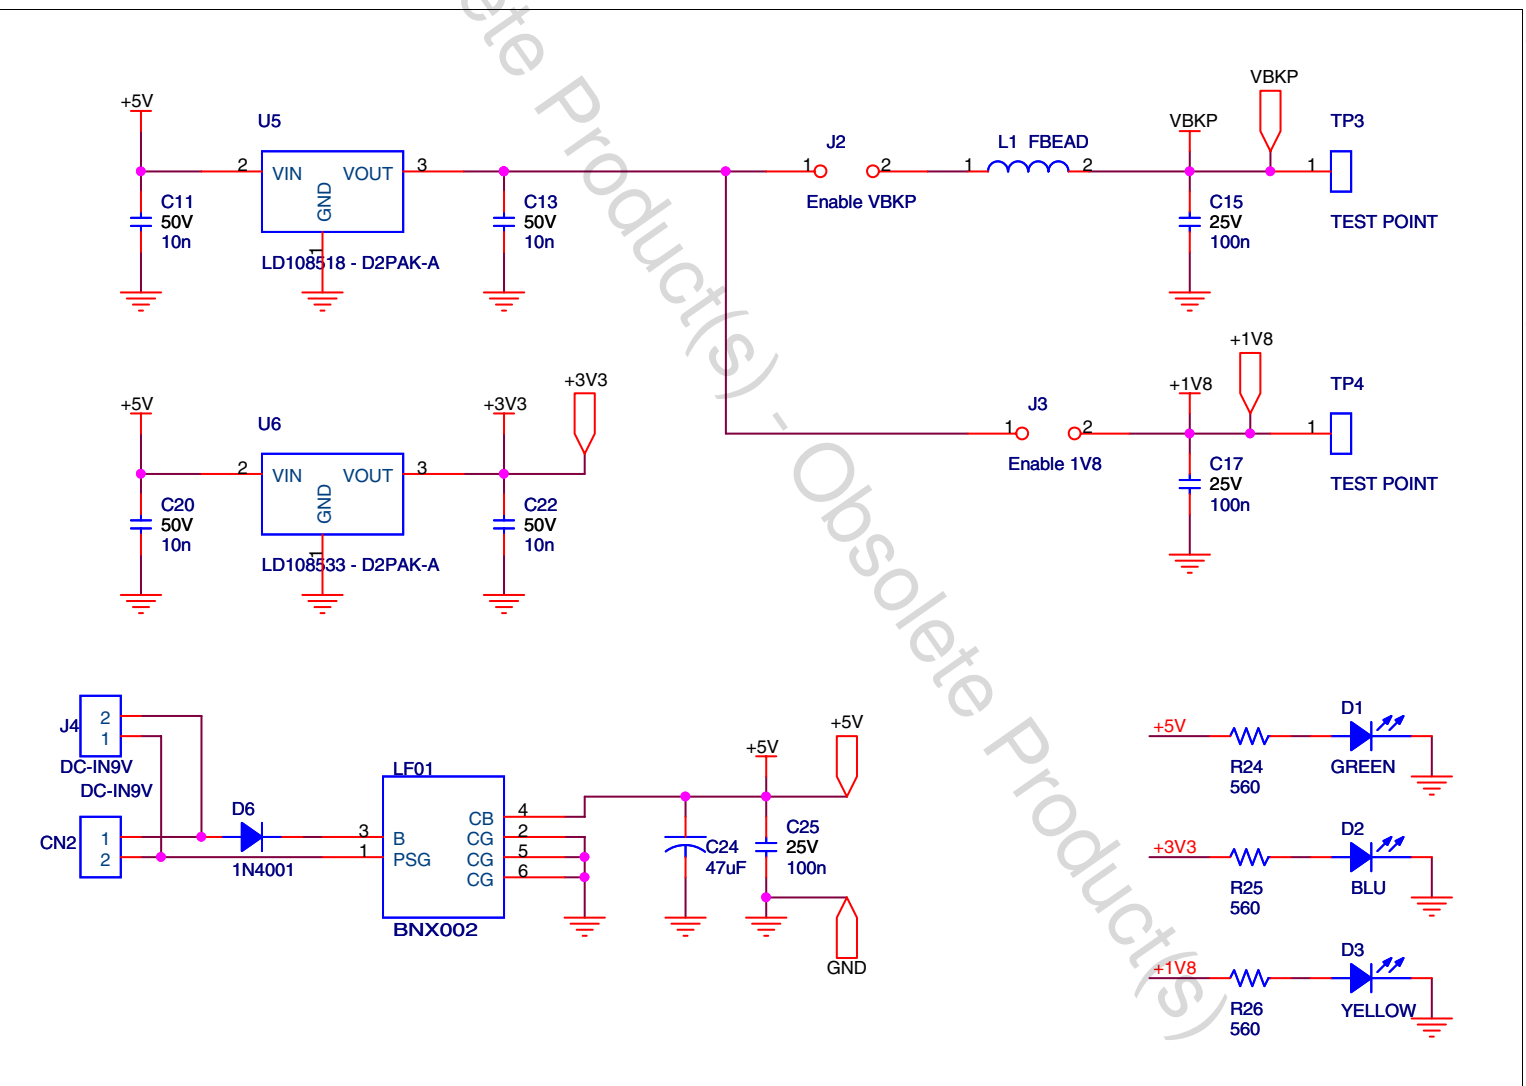 +5V
U5
2
VIN
VOUT
3
GND
1
C11
50V
10n
LD108518 - D2PAK-A
C13
50V
10n
J2
1
2
Enable VBKP
L1 FBEAD
1
2
VBKP
VBKP
C15
25V
100n
TP3
1
TEST POINT
+5V
U6
2
VIN
VOUT
3
GND
1
C20
50V
10n
LD108533 - D2PAK-A
+3V3
+3V3
C22
50V
10n
J3
1
2
Enable 1V8
+1V8
+1V8
C17
25V
100n
TP4
1
TEST POINT
J4
2
1
DC-IN9V
DC-IN9V
CN2
1
2
D6
1N4001
LF01
3
B
1
PSG
CB
4
CG
2
CG
5
CG
6
BNX002
C24
47uF
+5V
+5V
C25
25V
100n
GND
+5V
R24
560
D1
GREEN
+3V3
R25
560
D2
BLU
+1V8
R26
560
D3
YELLOW
ete Product(s) - Obsolete Product(s)